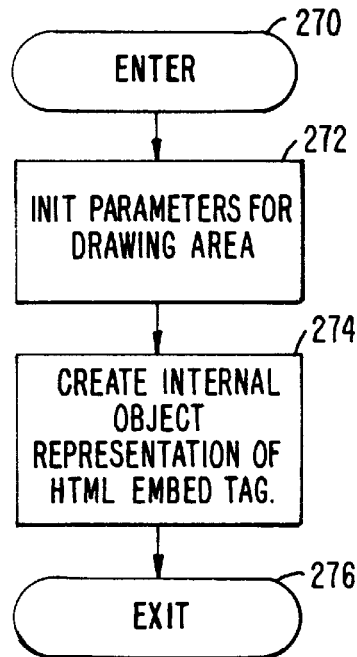 270
ENTER
272
INIT PARAMETERS FOR
DRAWING AREA
274
CREATE INTERNAL
OBJECT
REPRESENTATION OF
HTML EMBED TAG.
276
EXIT